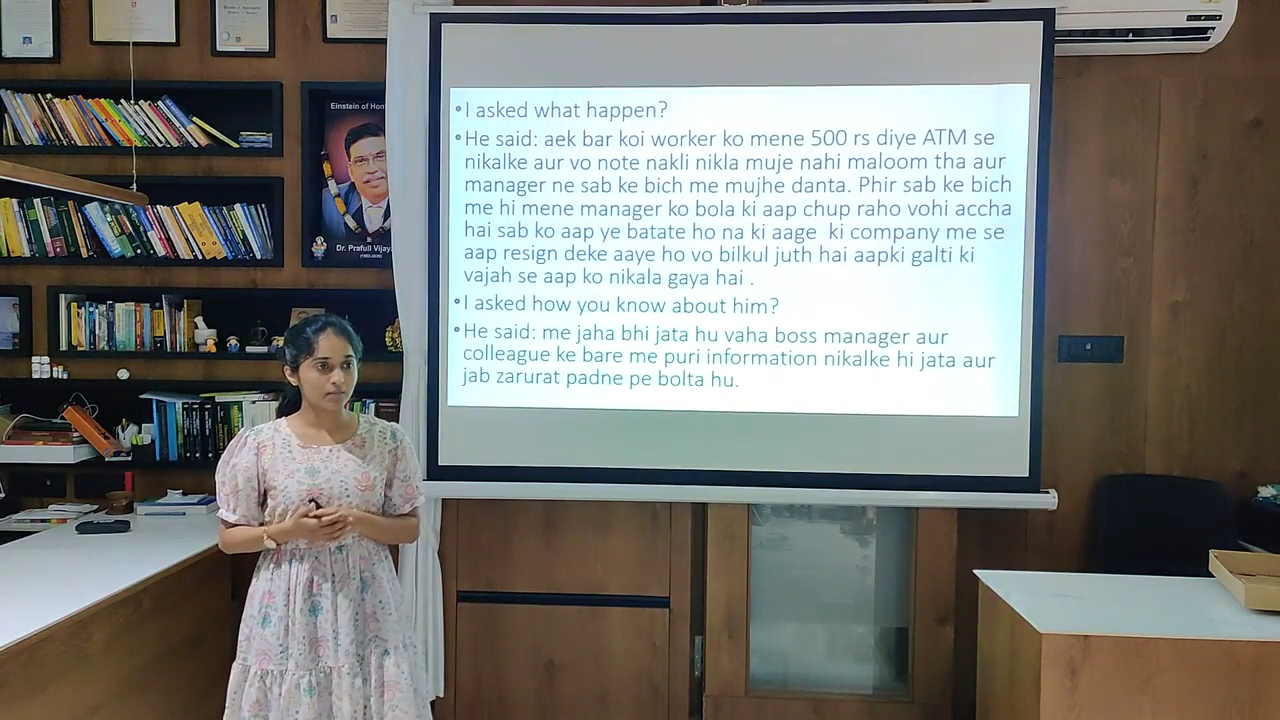 Einstein of Hom
Dr. Prafull Vijay
•I asked what happen?
•He said: aek bar koi worker ko mene 500 rs diye ATM se
nikalke aur vo note nakli nikla muje nahi maloom tha aur
manager ne sab ke bich me mujhe danta. Phir sab ke bich
me hi mene manager ko bola ki aap chup raho vohi accha
hai sab ko aap ye batate ho na ki aage ki company me se
aap resign deke aaye ho vo bilkul juth hai aapki galti ki
vajah se aap ko nikala gaya hai .
•I asked how you know about him?
•He said: me jaha bhi jata hu vaha boss manager aur
colleague ke bare me puri information nikalke hi jata aur
jab zarurat padne pe bolta hu.